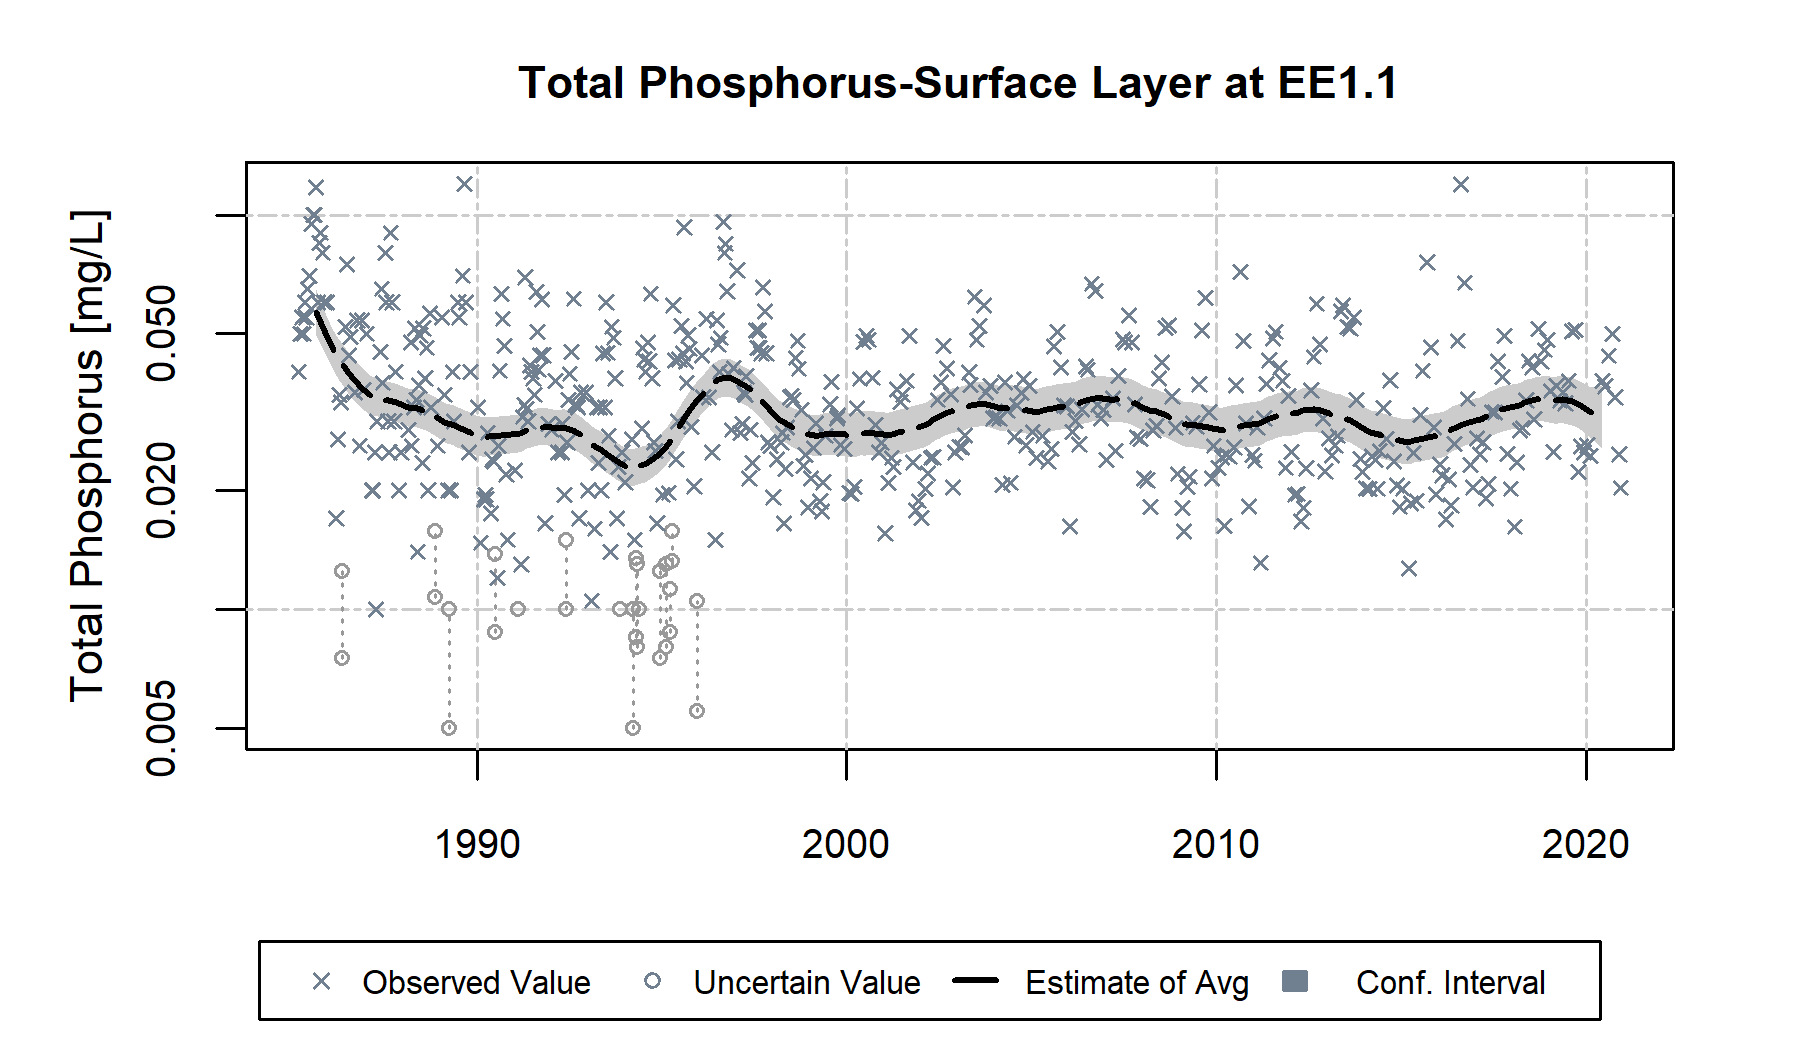 Total Phosphorus-Surface Layer at EE1.1
Total Phosphorus [mg/L]
0.050
0.020
0.005
1990 2000 2010 2020
Observed Value Uncertain Value Estimate of Avg Conf. Interval